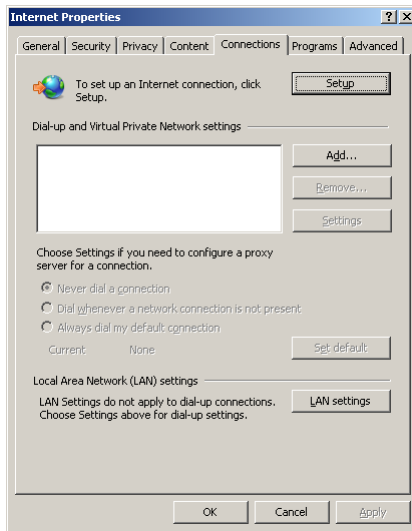 Internet Properties
General Security Privacy Content Connections Programs Advanced
To set up an Internet connection, click
Setup.
Setup
Dial-up and Virtual Private Network settings
Add...
Remove...
Settings
Choose Settings if you need to configure a proxy
server for a connection.
Never dial a connection
Dial whenever a network connection is not present
Always dial my default connection
Current None
Set default
Local Area Network (LAN) settings
LAN Settings do not apply to dial-up connections.
Choose Settings above for dial-up settings.
LAN settings
OK Cancel Apply